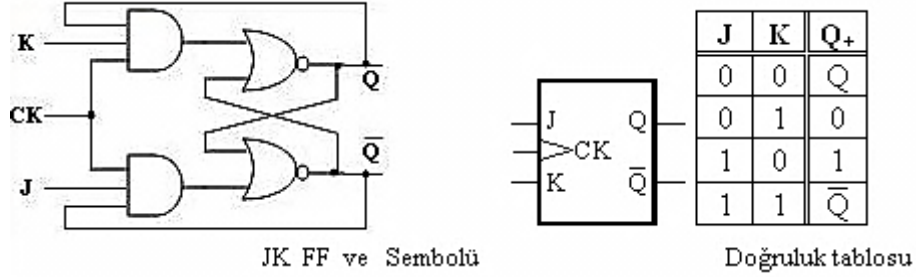 K
CK
J
Q
Q̅
J Q
CK
K Q̅
J K Q₊
0 0 Q
0 1 0
1 0 1
1 1 Q̅
JK FF ve Sembolü
Doğruluk tablosu